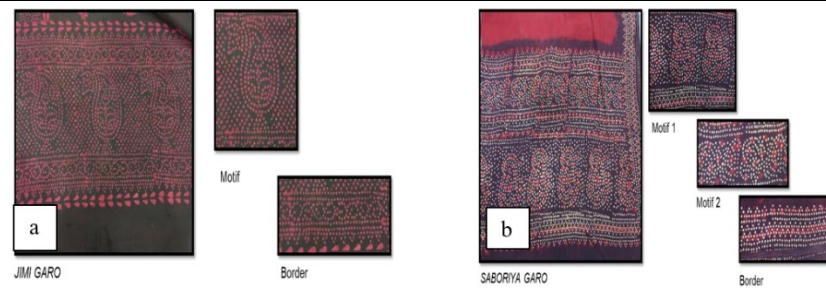 a
JIMI GARO
Motif
Border
b
SABORIYA GARO
Motif 1
Motif 2
Border